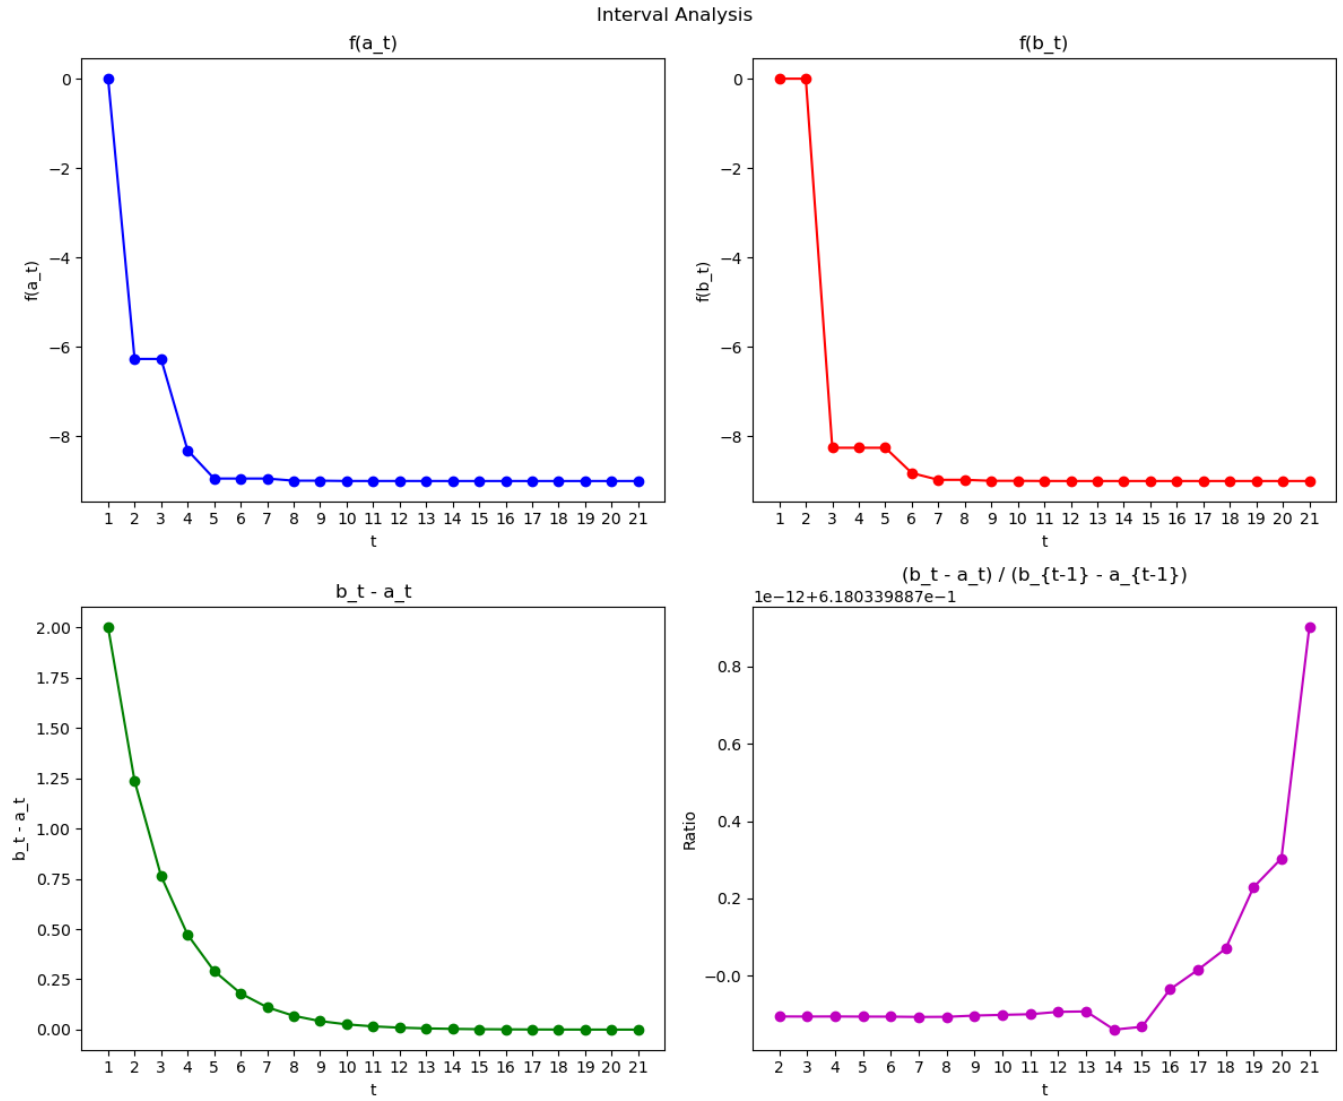 Interval Analysis
f(a_t)
0
−2
−4
−6
−8
f(a_t)
1 2 3 4 5 6 7 8 9 10 11 12 13 14 15 16 17 18 19 20 21
t
f(b_t)
0
−2
−4
−6
−8
f(b_t)
1 2 3 4 5 6 7 8 9 10 11 12 13 14 15 16 17 18 19 20 21
t
b_t - a_t
2.00
1.75
1.50
1.25
1.00
0.75
0.50
0.25
0.00
b_t - a_t
1 2 3 4 5 6 7 8 9 10 11 12 13 14 15 16 17 18 19 20 21
t
(b_t - a_t) / (b_{t-1} - a_{t-1})
1e−12+6.180339887e−1
0.8
0.6
0.4
0.2
−0.0
Ratio
2 3 4 5 6 7 8 9 10 11 12 13 14 15 16 17 18 19 20 21
t